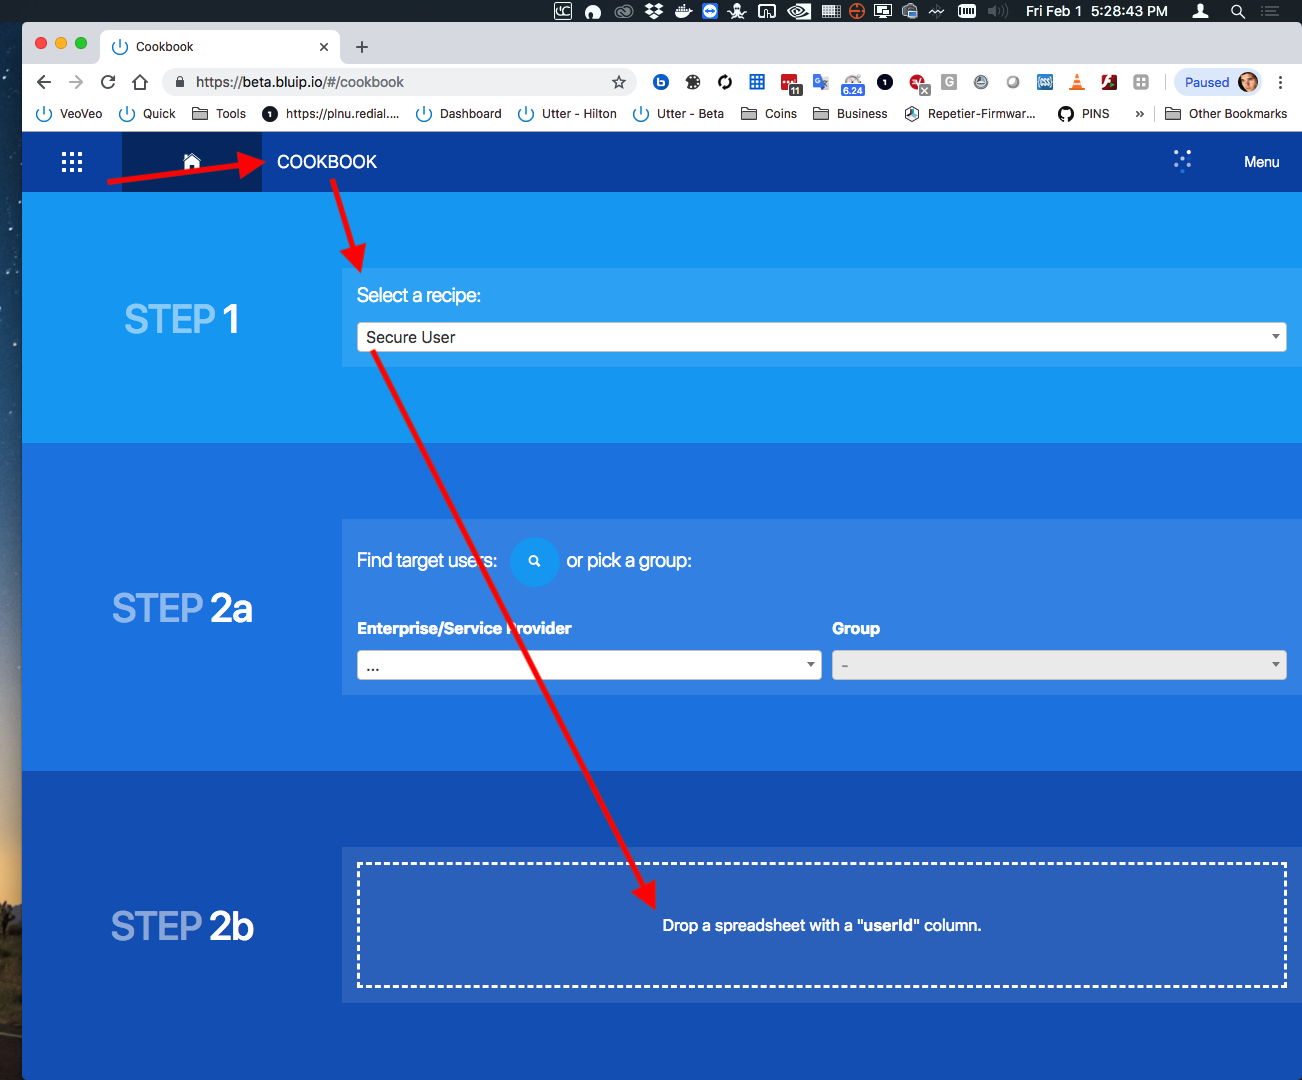 Fri Feb 1 5:28:43 PM
Cookbook
https://beta.bluip.io/#/cookbook
11
6.24
1
G
Paused
VeoVeo Quick Tools 1 https://plnu.redial.... Dashboard Utter - Hilton Utter - Beta Coins Business Repetier-Firmwar... PINS » Other Bookmarks
COOKBOOK
Menu
STEP 1
Select a recipe:
Secure User
STEP 2a
Find target users: or pick a group:
Enterprise/Service Provider
Group
...
-
STEP 2b
Drop a spreadsheet with a "userId" column.